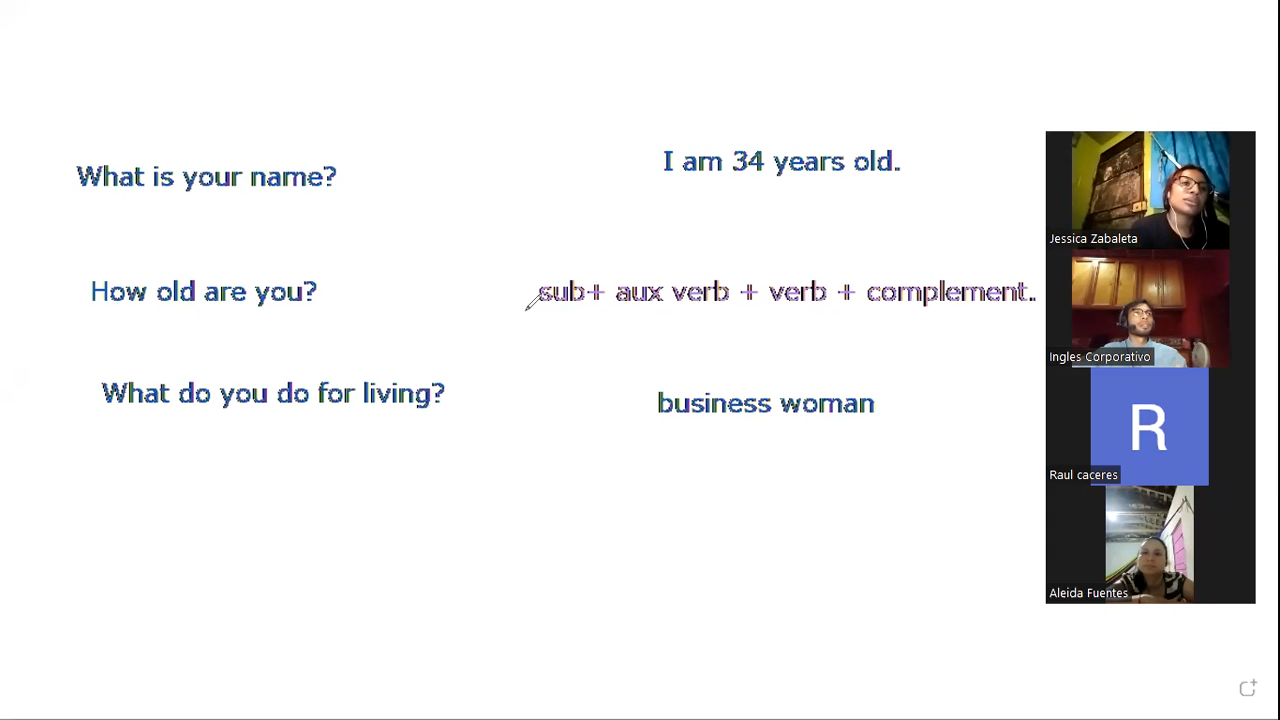 What is your name?
I am 34 years old.
How old are you?
sub+ aux verb + verb + complement.
What do you do for living?
business woman
Jessica Zabaleta
Ingles Corporativo
R
Raul caceres
Aleida Fuentes